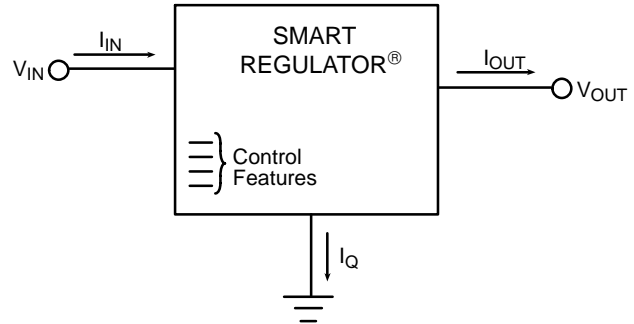 I_IN
V_IN
SMART
REGULATOR®
I_OUT
V_OUT
Control
Features
I_Q